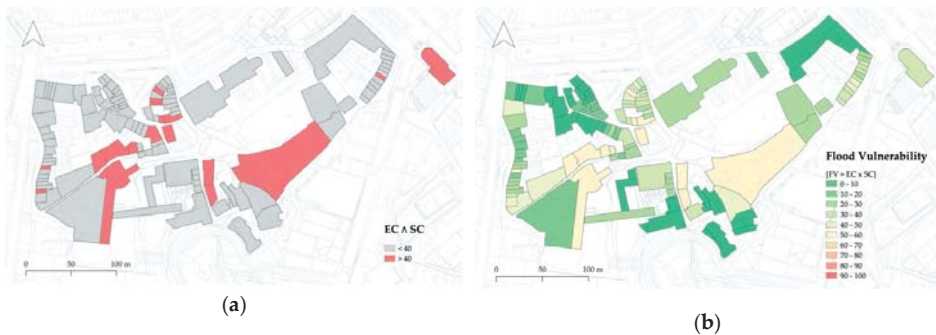 EC ∧ SC
< 40
> 40
0 50 100 m
(a)
Flood Vulnerability
[FV = EC x SC]
0 - 10
10 - 20
20 - 30
30 - 40
40 - 50
50 - 60
60 - 70
70 - 80
80 - 90
90 - 100
0 50 100 m
(b)